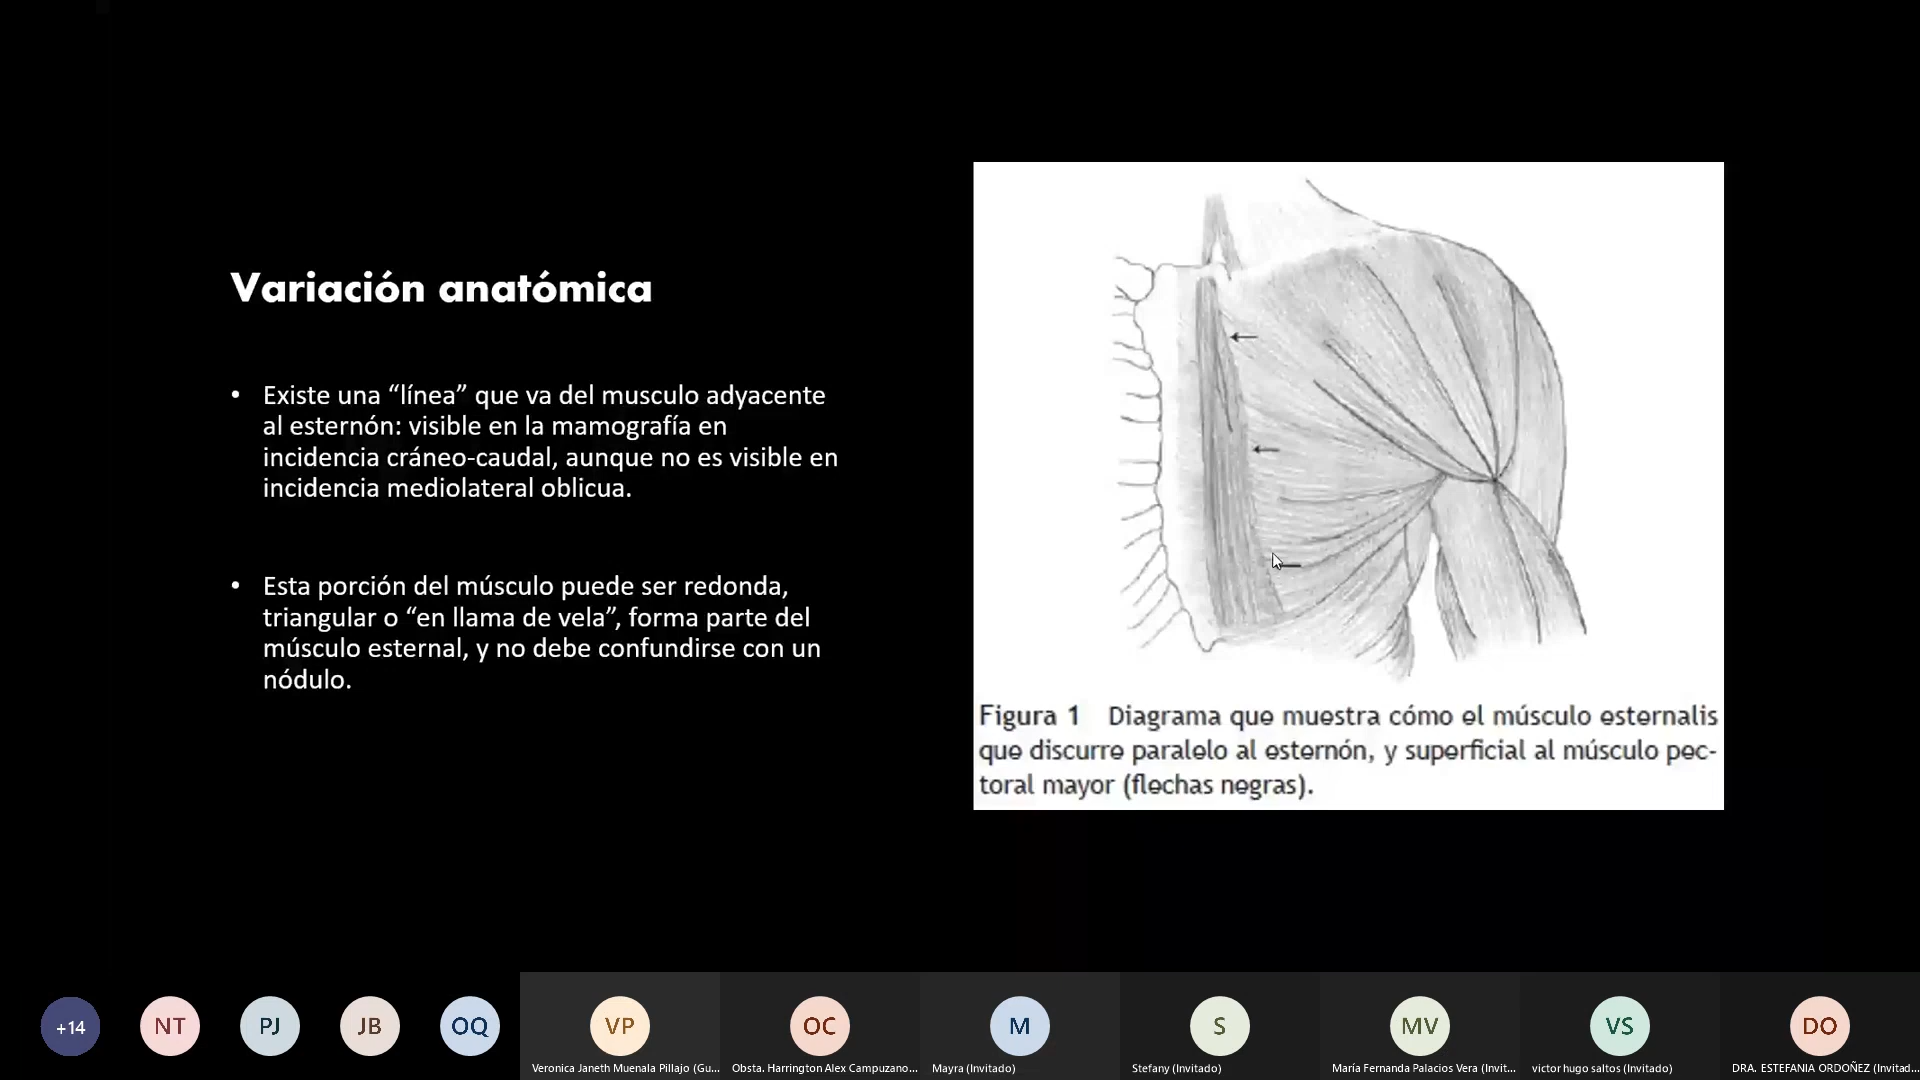 Variación anatómica
• Existe una “línea” que va del musculo adyacente
al esternón: visible en la mamografía en
incidencia cráneo-caudal, aunque no es visible en
incidencia mediolateral oblicua.
• Esta porción del músculo puede ser redonda,
triangular o “en llama de vela”, forma parte del
músculo esternal, y no debe confundirse con un
nódulo.
Figura 1 Diagrama que muestra cómo el músculo esternalis
que discurre paralelo al esternón, y superficial al músculo pec-
toral mayor (flechas negras).
+14
NT
PJ
JB
OQ
VP
OC
M
S
MV
VS
DO
Veronica Janeth Muenala Pillajo (Gu...
Obsta. Harrington Alex Campuzano...
Mayra (Invitado)
Stefany (Invitado)
María Fernanda Palacios Vera (Invit...
victor hugo saltos (Invitado)
DRA. ESTEFANIA ORDOÑEZ (Invitad...